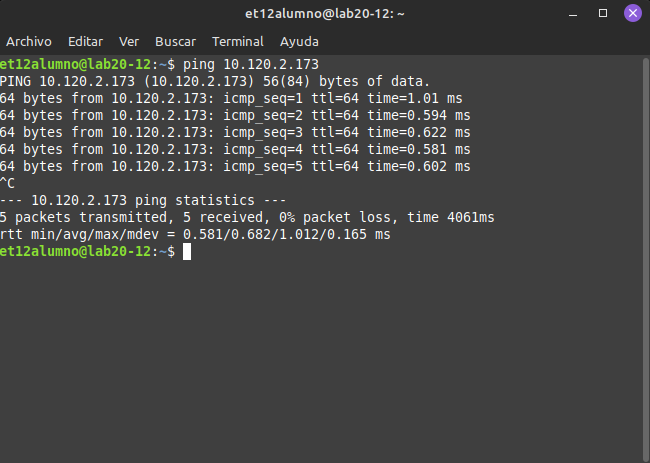 et12alumno@lab20-12: ~
Archivo Editar Ver Buscar Terminal Ayuda
et12alumno@lab20-12:~$ ping 10.120.2.173
PING 10.120.2.173 (10.120.2.173) 56(84) bytes of data.
64 bytes from 10.120.2.173: icmp_seq=1 ttl=64 time=1.01 ms
64 bytes from 10.120.2.173: icmp_seq=2 ttl=64 time=0.594 ms
64 bytes from 10.120.2.173: icmp_seq=3 ttl=64 time=0.622 ms
64 bytes from 10.120.2.173: icmp_seq=4 ttl=64 time=0.581 ms
64 bytes from 10.120.2.173: icmp_seq=5 ttl=64 time=0.602 ms
^C
--- 10.120.2.173 ping statistics ---
5 packets transmitted, 5 received, 0% packet loss, time 4061ms
rtt min/avg/max/mdev = 0.581/0.682/1.012/0.165 ms
et12alumno@lab20-12:~$